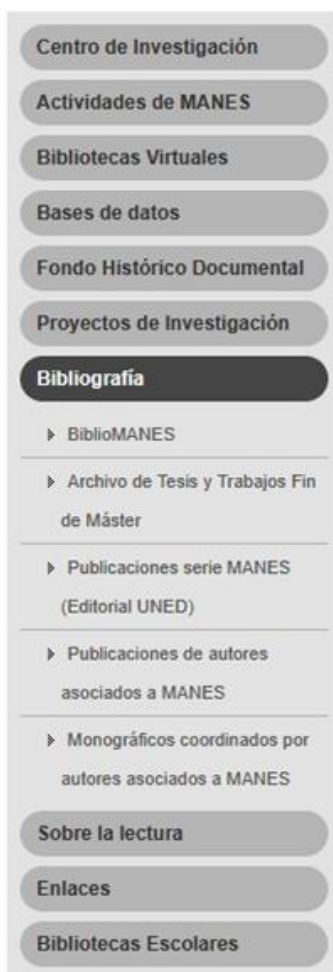 Centro de Investigación
Actividades de MANES
Bibliotecas Virtuales
Bases de datos
Fondo Histórico Documental
Proyectos de Investigación
Bibliografía
BiblioMANES
Archivo de Tesis y Trabajos Fin
de Máster
Publicaciones serie MANES
(Editorial UNED)
Publicaciones de autores
asociados a MANES
Monográficos coordinados por
autores asociados a MANES
Sobre la lectura
Enlaces
Bibliotecas Escolares